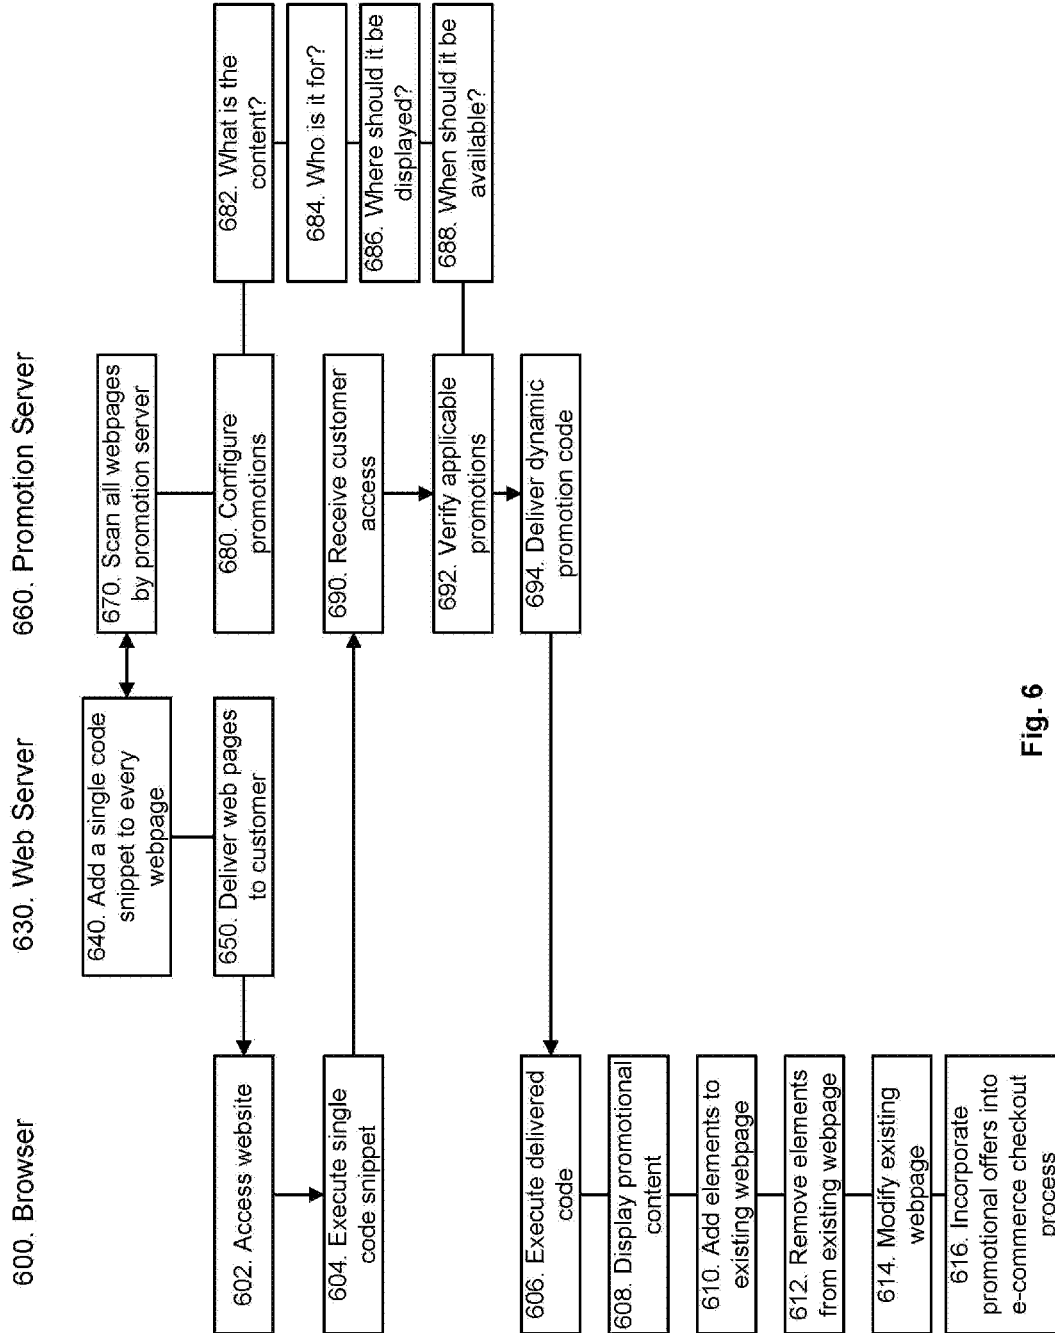 600. Browser
630. Web Server
660. Promotion Server
640. Add a single code
snippet to every
webpage
670. Scan all webpages
by promotion server
602. Access website
650. Deliver web pages
to customer
680. Configure
promotions
682. What is the
content?
684. Who is it for?
686. Where should it be
displayed?
688. When should it be
available?
604. Execute single
code snippet
690. Receive customer
access
692. Verify applicable
promotions
694. Deliver dynamic
promotion code
606. Execute delivered
code
608. Display promotional
content
610. Add elements to
existing webpage
612. Remove elements
from existing webpage
614. Modify existing
webpage
616. Incorporate
promotional offers into
e-commerce checkout
process
Fig. 6